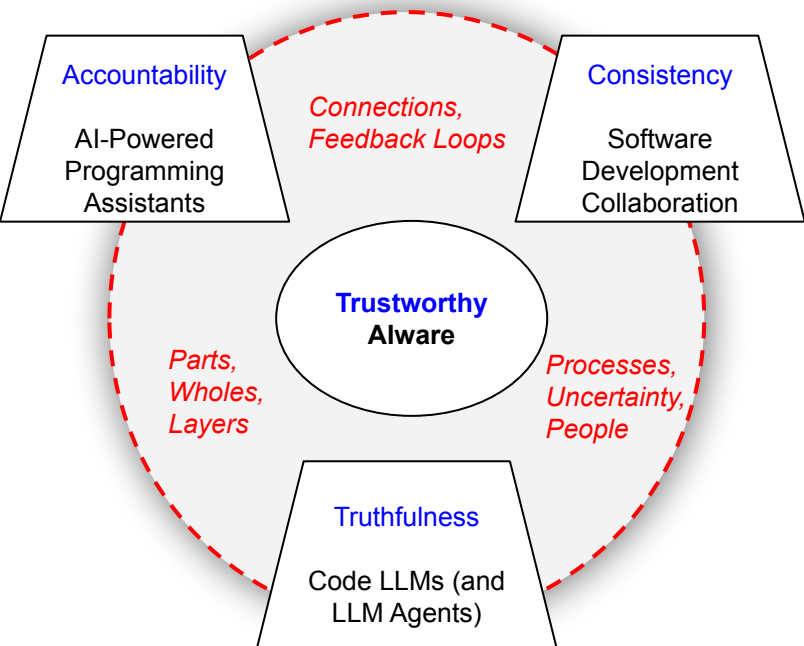 Accountability
AI-Powered
Programming
Assistants
Connections,
Feedback Loops
Consistency
Software
Development
Collaboration
Trustworthy
AIware
Parts,
Wholes,
Layers
Processes,
Uncertainty,
People
Truthfulness
Code LLMs (and
LLM Agents)